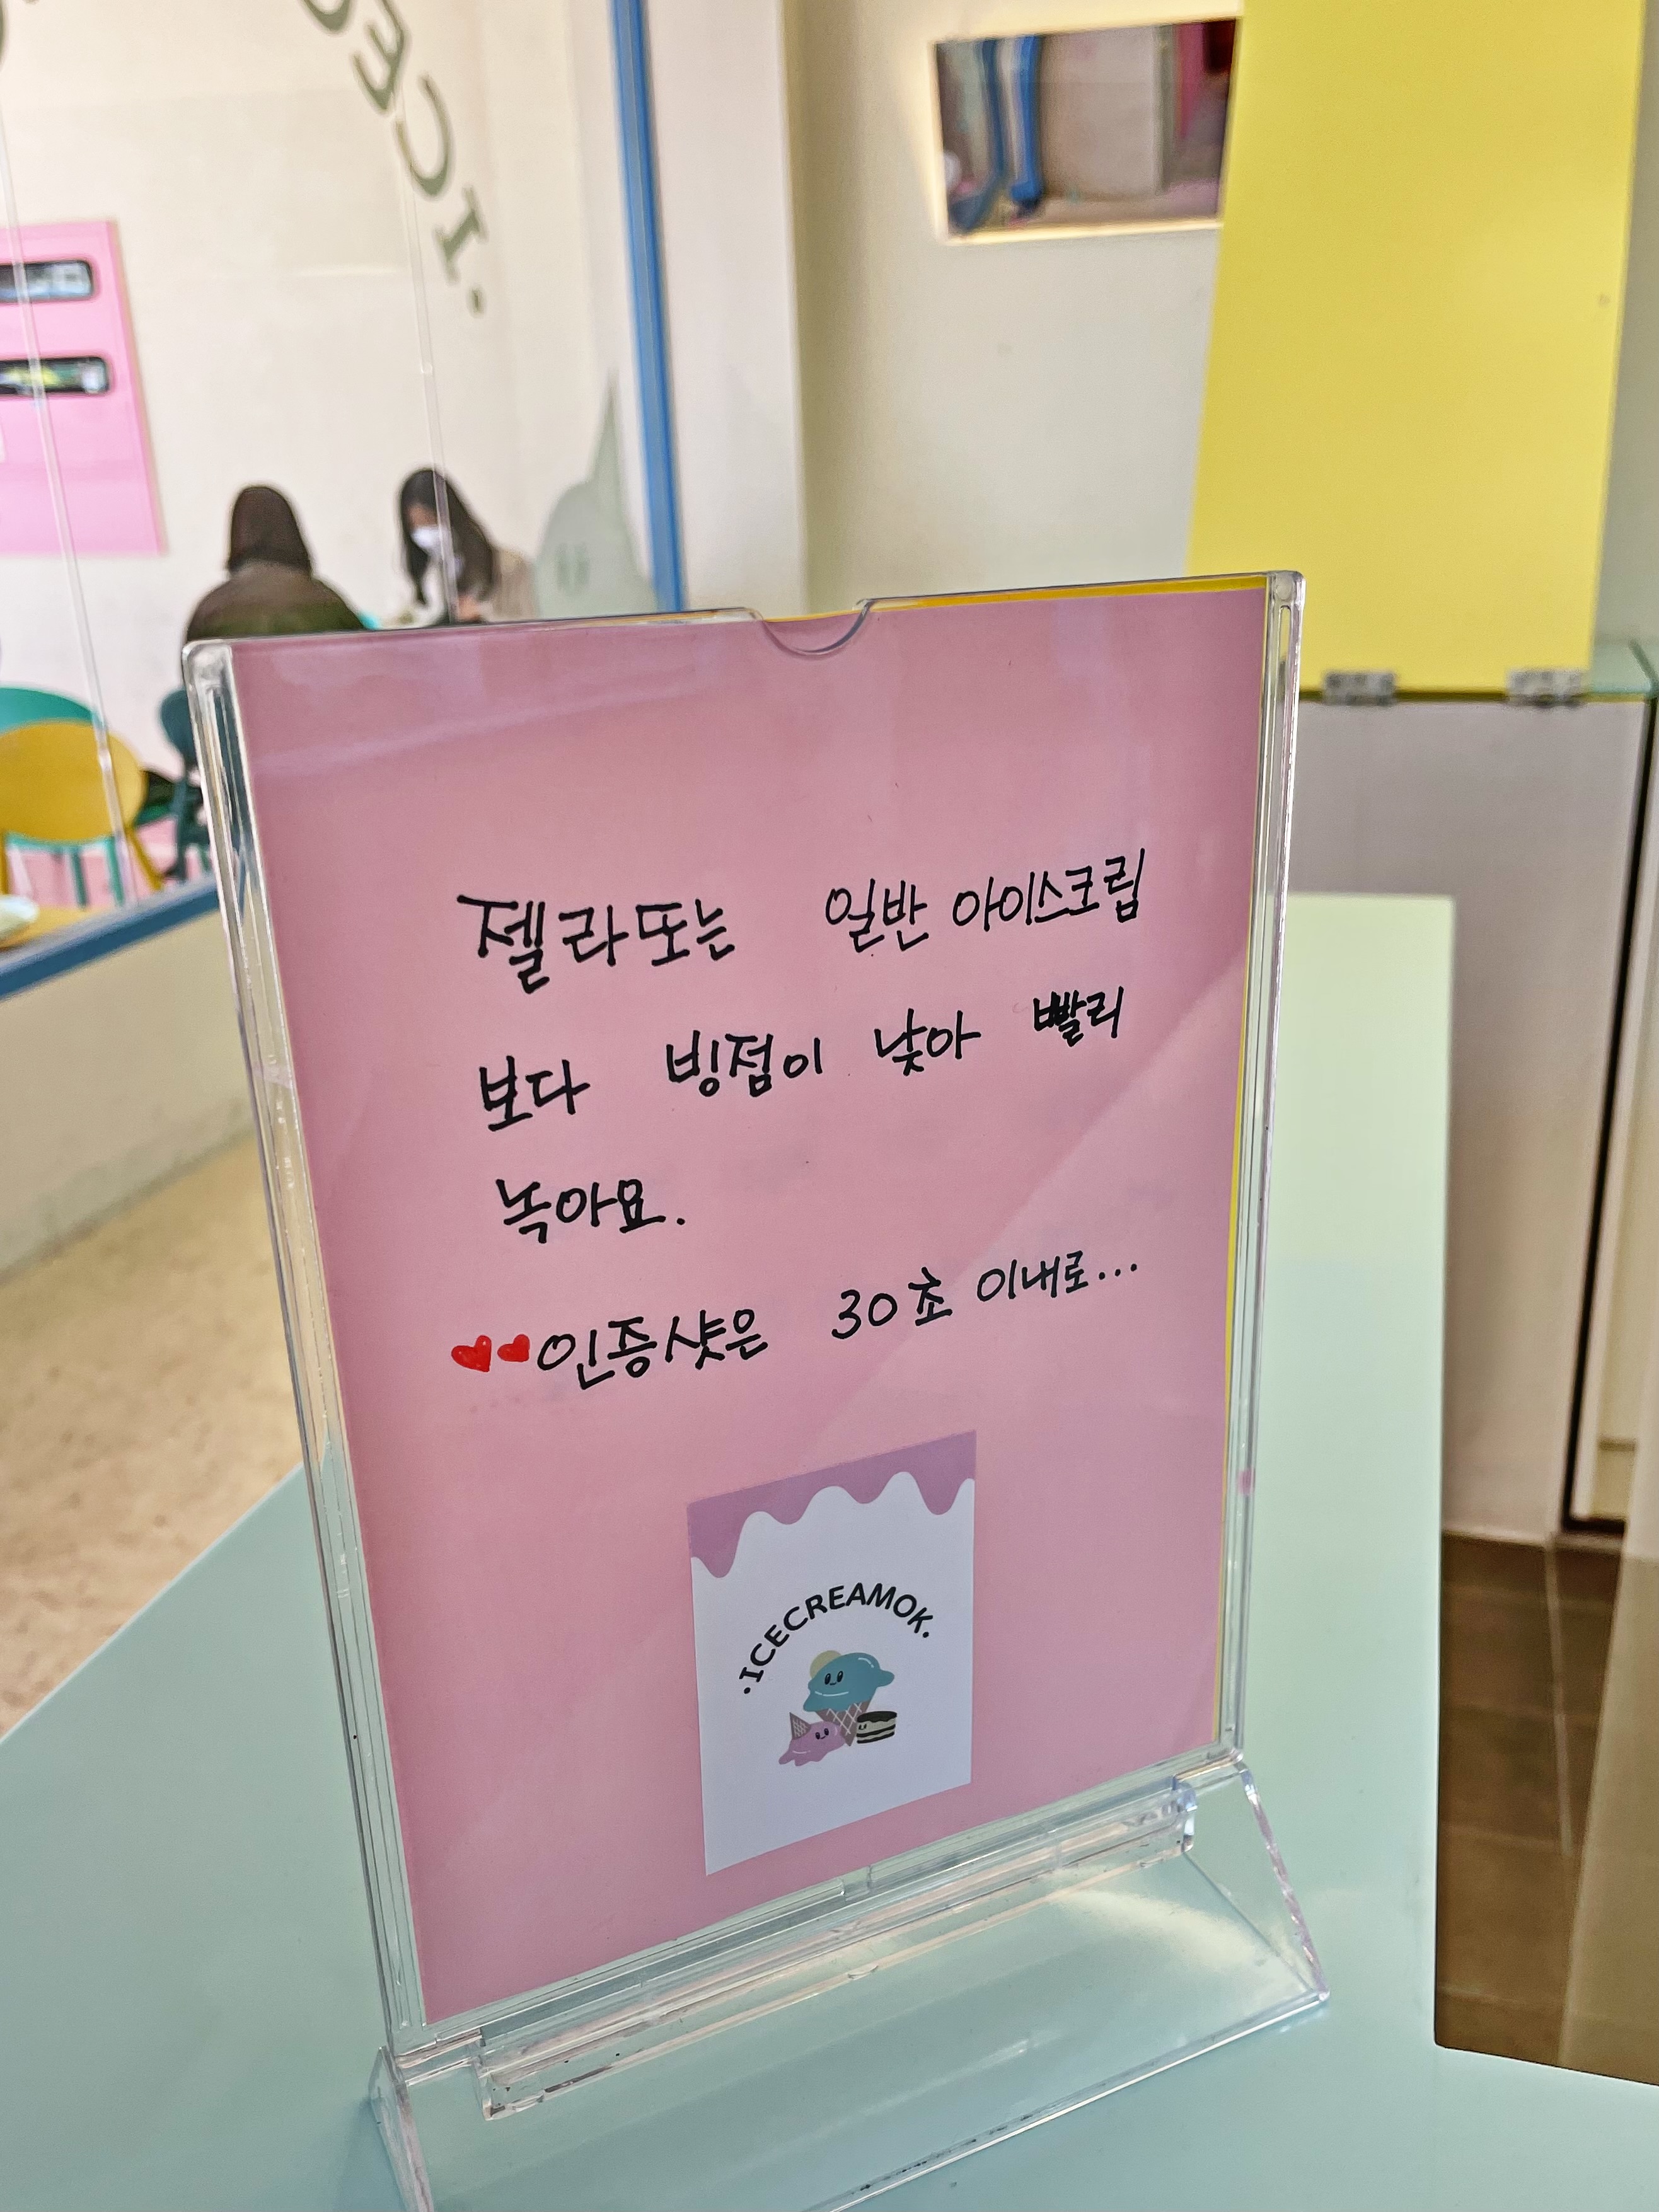 ICE
젤라또는 일반 아이스크림
보다 빙점이 낮아 빨리
녹아요.
❤❤인증샷은 30초 이내로...
·ICECREAMOK·